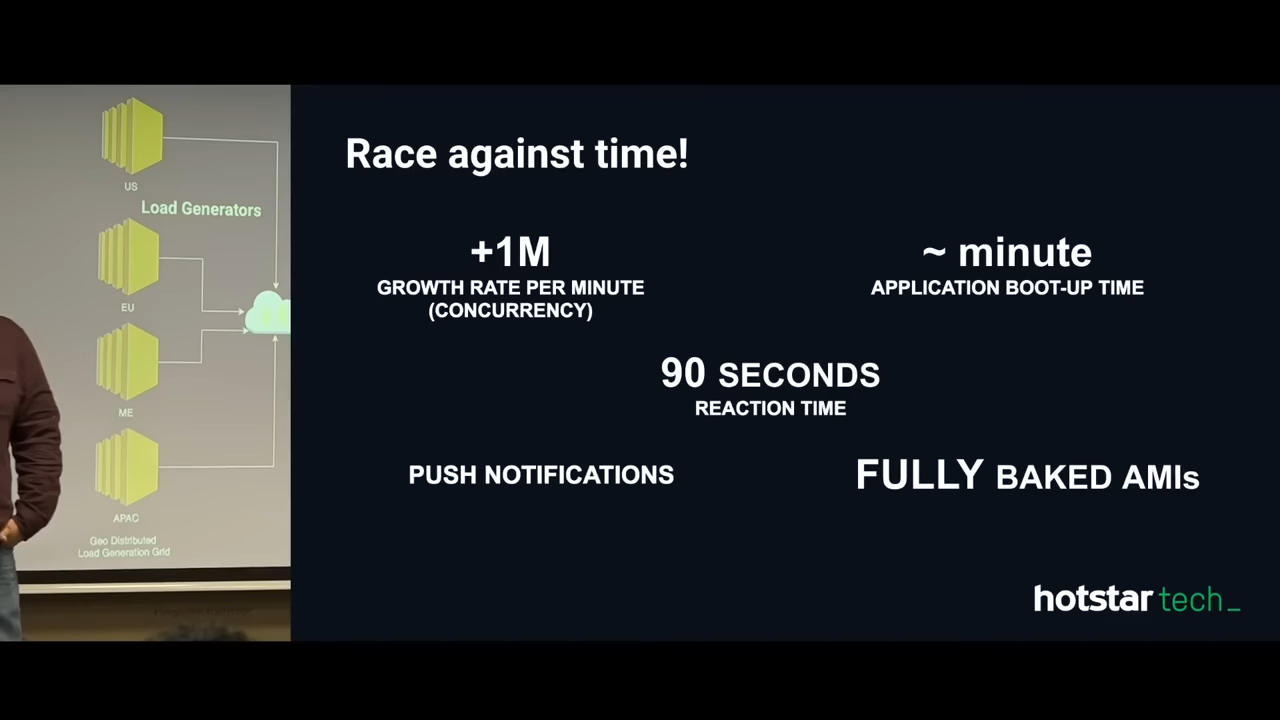 US
Load Generators
EU
ME
APAC
Geo Distributed
Load Generation Grid
Race against time!
+1M
GROWTH RATE PER MINUTE
(CONCURRENCY)
~ minute
APPLICATION BOOT-UP TIME
90 SECONDS
REACTION TIME
PUSH NOTIFICATIONS
FULLY BAKED AMIs
hotstar tech_